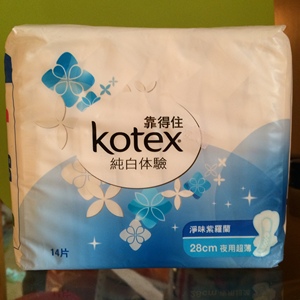 靠得住
kotex
純白体驗
淨味紫羅蘭
28cm 夜用超薄
14片